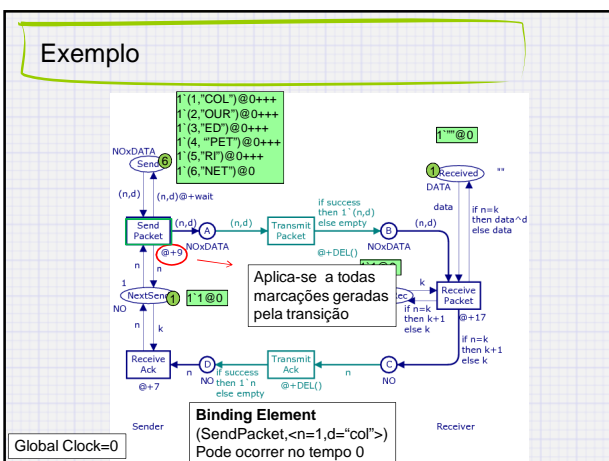 Exemplo
1`(1,"COL")@0+++
1`(2,"OUR")@0+++
1`(3,"ED")@0+++
1`(4, "PET")@0+++
1`(5,"RI")@0+++
1`(6,"NET")@0
1`""@0
NOxDATA
Send
6
1
Received
""
DATA
(n,d)
(n,d)@+wait
data
if n=k
then data^d
else data
if success
then 1`(n,d)
else empty
Send
Packet
(n,d)
A
(n,d)
Transmit
Packet
B
(n,d)
NOxDATA
NOxDATA
@+9
@+DEL()
n
n
Aplica-se a todas
marcações geradas
pela transição
1`1@0
k
Receive
Packet
1
NextSend
1
1`1@0
NO
Rec
if n=k
then k+1
else k
@+17
n
k
if n=k
then k+1
else k
Receive
Ack
n
D
Transmit
Ack
n
C
NO
if success
then 1`n
else empty
NO
@+7
@+DEL()
Sender
Binding Element
(SendPacket,<n=1,d="col">)
Pode ocorrer no tempo 0
Receiver
Global Clock=0